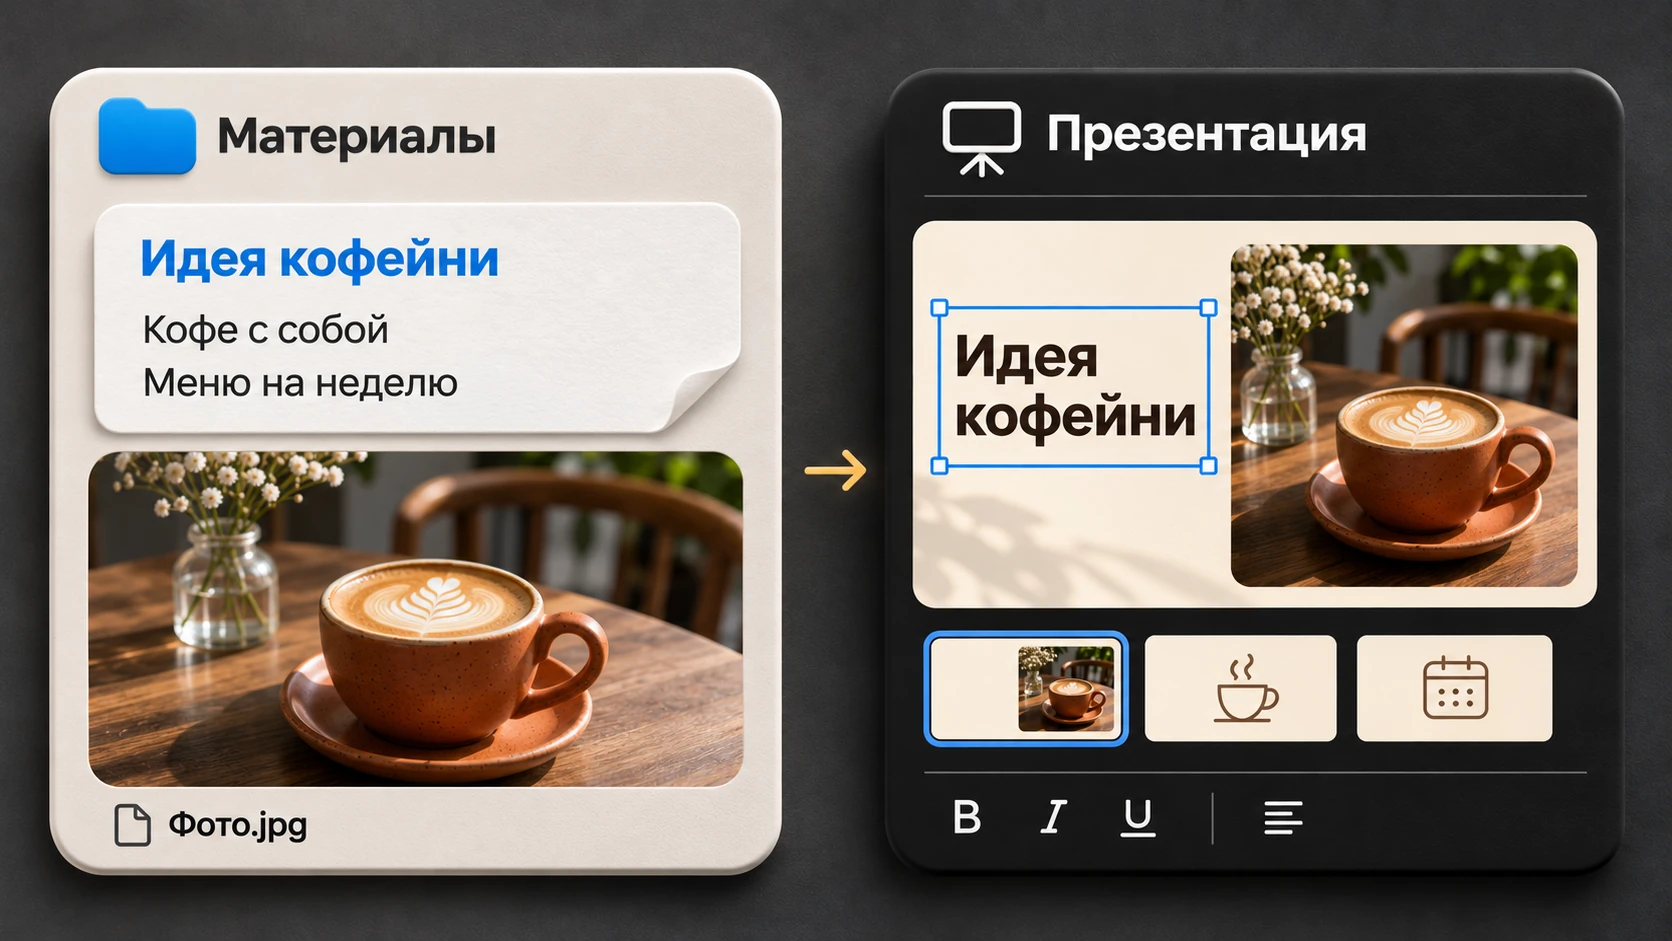 Материалы
Идея кофейни
Кофе с собой
Меню на неделю
Фото.jpg
Презентация
Идея
кофейни
B I U